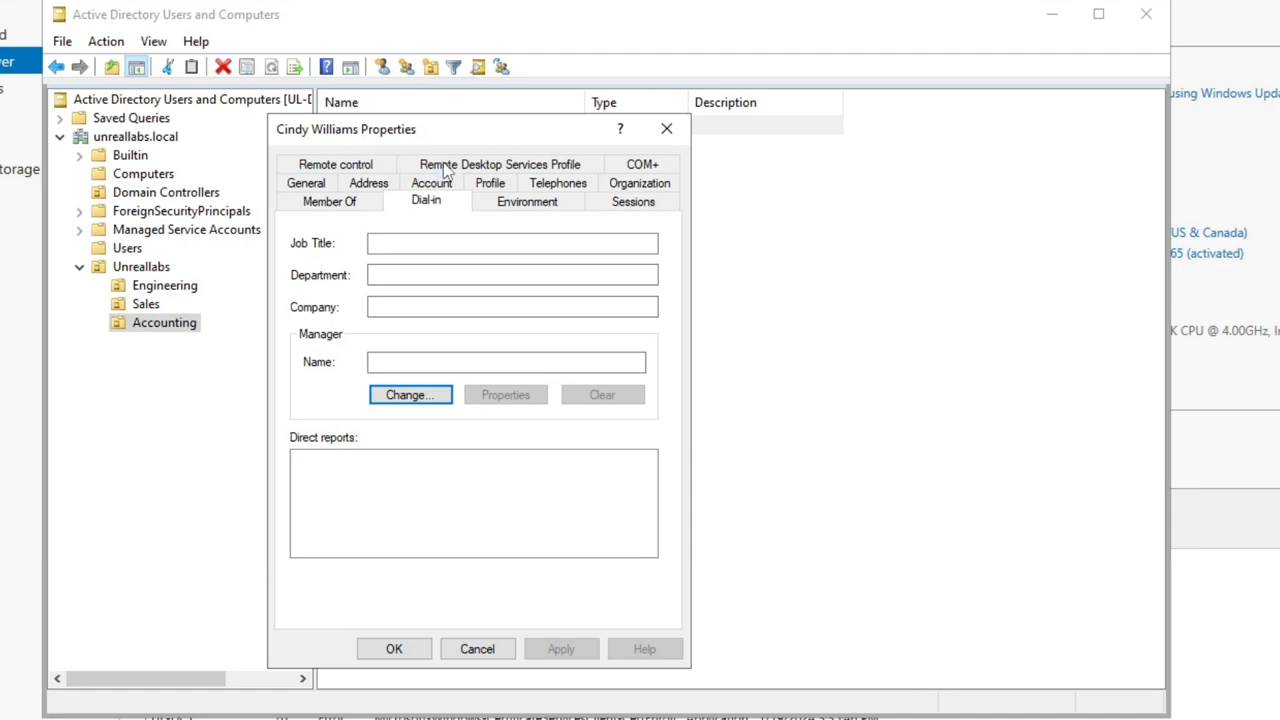 Active Directory Users and Computers
File Action View Help
d
ver
s
torage
Active Directory Users and Computers [UL-D
Saved Queries
unreallabs.local
Builtin
Computers
Domain Controllers
ForeignSecurityPrincipals
Managed Service Accounts
Users
Unreallabs
Engineering
Sales
Accounting
Name Type Description
Cindy Williams Properties
Remote control Remote Desktop Services Profile COM+
General Address Account Profile Telephones Organization
Member Of Dial-in Environment Sessions
Job Title:
Department:
Company:
Manager
Name:
Change... Properties Clear
Direct reports:
OK Cancel Apply Help
using Windows Upda
US & Canada)
65 (activated)
K CPU @ 4.00GHz, In